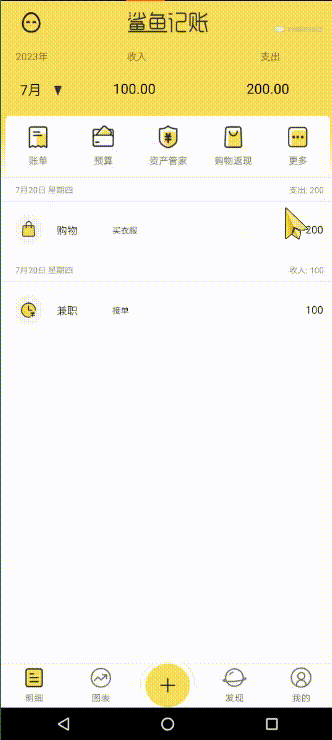 鲨鱼记账
2023年 收入 支出
7月 ▼ 100.00 200.00
账单 预算 资产管家 购物返现 更多
7月20日 星期四 支出: 200
购物 买衣服 200
7月20日 星期四 收入: 100
兼职 接单 100
明细 图表 + 发现 我的